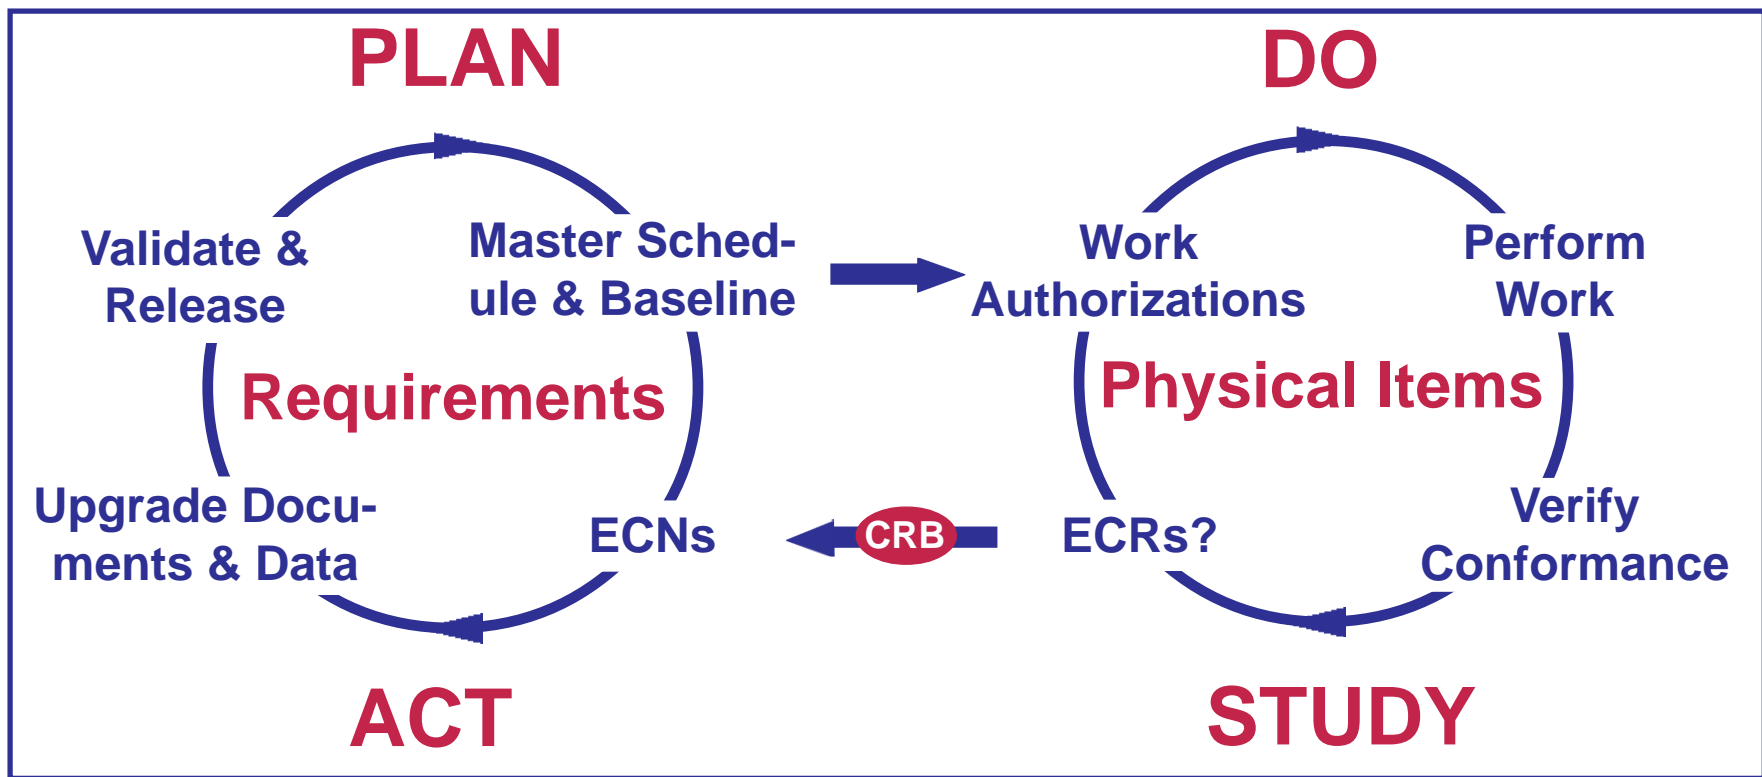 PLAN
Validate &
Release
Master Sched-
ule & Baseline
Requirements
Upgrade Docu-
ments & Data
ECNs
ACT
CRB
DO
Work
Authorizations
Perform
Work
Physical Items
ECRs?
Verify
Conformance
STUDY